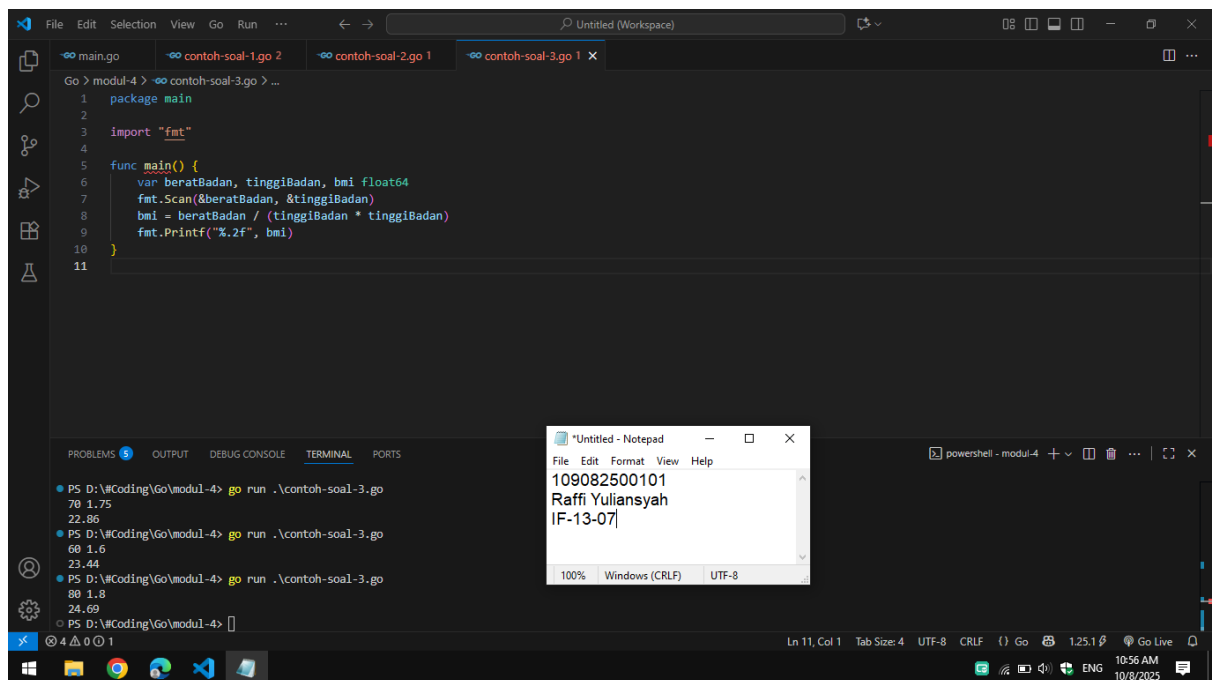 File Edit Selection View Go Run ··· Untitled (Workspace)
main.go contoh-soal-1.go 2 contoh-soal-2.go 1 contoh-soal-3.go 1
Go > modul-4 > contoh-soal-3.go > ...
1 package main
2
3 import "fmt"
4
5 func main() {
6 var beratBadan, tinggiBadan, bmi float64
7 fmt.Scan(&beratBadan, &tinggiBadan)
8 bmi = beratBadan / (tinggiBadan * tinggiBadan)
9 fmt.Printf("%.2f", bmi)
10 }
11
PROBLEMS 5 OUTPUT DEBUG CONSOLE TERMINAL PORTS powershell - modul-4
PS D:\#Coding\Go\modul-4> go run .\contoh-soal-3.go
70 1.75
22.86
PS D:\#Coding\Go\modul-4> go run .\contoh-soal-3.go
60 1.6
23.44
PS D:\#Coding\Go\modul-4> go run .\contoh-soal-3.go
80 1.8
24.69
PS D:\#Coding\Go\modul-4>
*Untitled - Notepad
File Edit Format View Help
109082500101
Raffi Yuliansyah
IF-13-07
100% Windows (CRLF) UTF-8
4 0 1 Ln 11, Col 1 Tab Size: 4 UTF-8 CRLF {} Go 1.25.1 Go Live
ENG 10:56 AM
10/8/2025